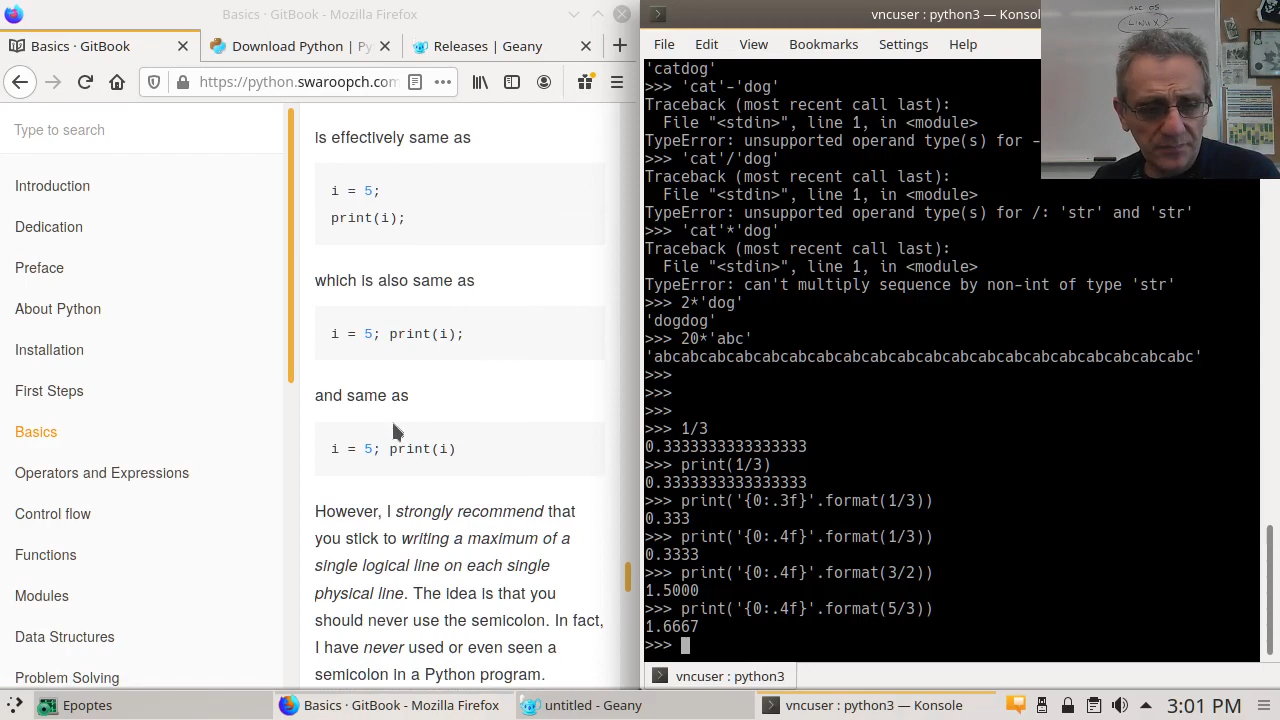 Basics · GitBook - Mozilla Firefox
Basics · GitBook
Download Python | Py
Releases | Geany
https://python.swaroopch.com
Type to search
Introduction
Dedication
Preface
About Python
Installation
First Steps
Basics
Operators and Expressions
Control flow
Functions
Modules
Data Structures
Problem Solving
is effectively same as
i = 5;
print(i);
which is also same as
i = 5; print(i);
and same as
i = 5; print(i)
However, I strongly recommend that
you stick to writing a maximum of a
single logical line on each single
physical line. The idea is that you
should never use the semicolon. In fact,
I have never used or even seen a
semicolon in a Python program.
vncuser : python3 — Konsol
File Edit View Bookmarks Settings Help
'catdog'
>>> 'cat'-'dog'
Traceback (most recent call last):
File "<stdin>", line 1, in <module>
TypeError: unsupported operand type(s) for -
>>> 'cat'/'dog'
Traceback (most recent call last):
File "<stdin>", line 1, in <module>
TypeError: unsupported operand type(s) for /: 'str' and 'str'
>>> 'cat'*'dog'
Traceback (most recent call last):
File "<stdin>", line 1, in <module>
TypeError: can't multiply sequence by non-int of type 'str'
>>> 2*'dog'
'dogdog'
>>> 20*'abc'
'abcabcabcabcabcabcabcabcabcabcabcabcabcabcabcabcabcabcabcabc'
>>>
>>>
>>>
>>> 1/3
0.3333333333333333
>>> print(1/3)
0.3333333333333333
>>> print('{0:.3f}'.format(1/3))
0.333
>>> print('{0:.4f}'.format(1/3))
0.3333
>>> print('{0:.4f}'.format(3/2))
1.5000
>>> print('{0:.4f}'.format(5/3))
1.6667
>>>
vncuser : python3
LINUX
Epoptes
Basics · GitBook - Mozilla Firefox
untitled - Geany
vncuser : python3 — Konsole
3:01 PM